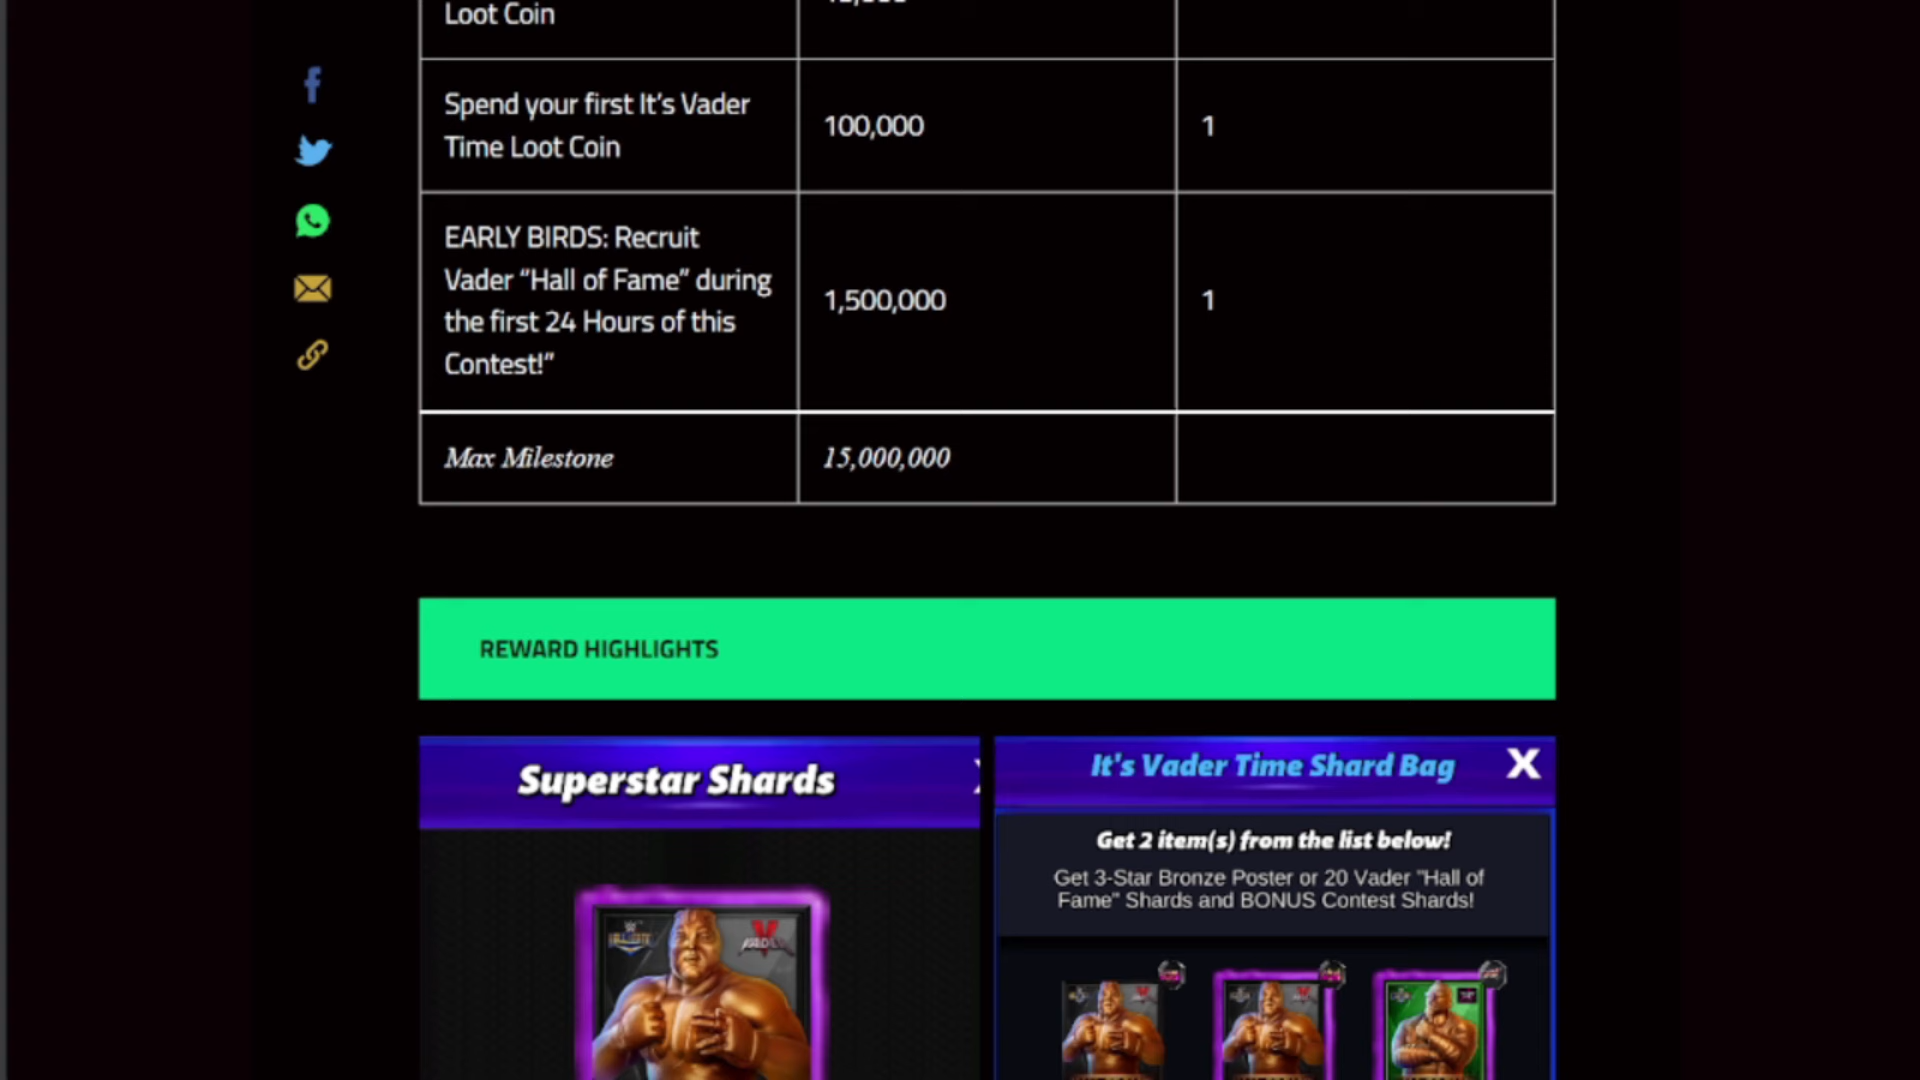 Loot Coin
Spend your first It's Vader
Time Loot Coin
100,000
1
EARLY BIRDS: Recruit
Vader “Hall of Fame” during
the first 24 Hours of this
Contest!”
1,500,000
1
Max Milestone
15,000,000
REWARD HIGHLIGHTS
Superstar Shards
It's Vader Time Shard Bag
X
Get 2 item(s) from the list below!
Get 3-Star Bronze Poster or 20 Vader "Hall of
Fame" Shards and BONUS Contest Shards!